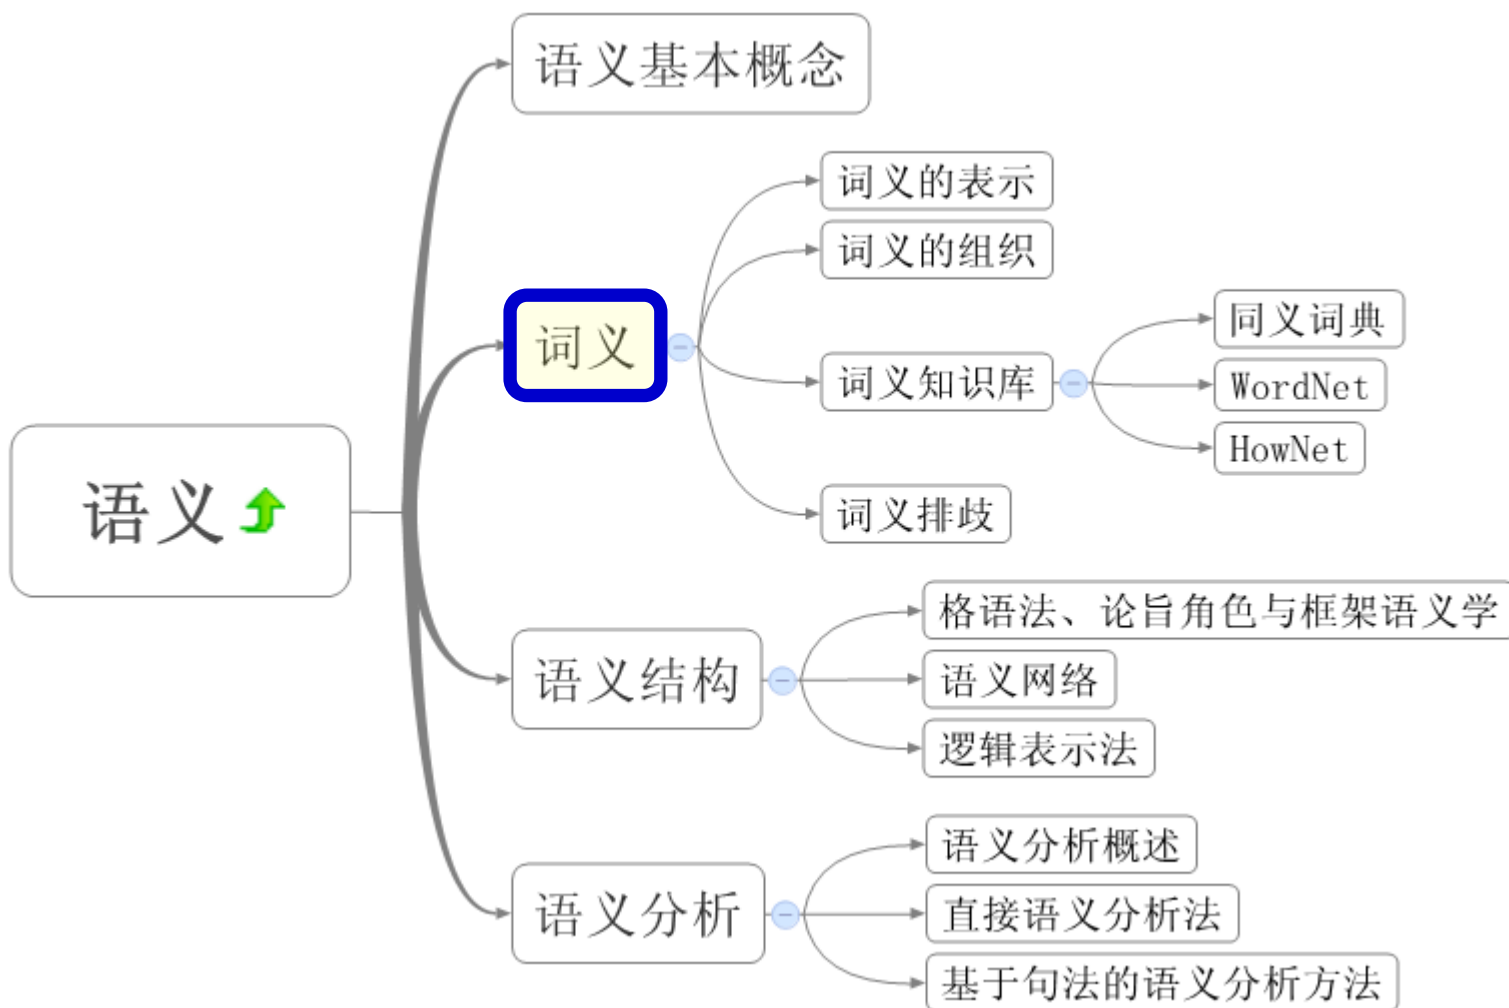 语义
语义基本概念
词义
词义的表示
词义的组织
词义知识库
同义词典
WordNet
HowNet
词义排歧
语义结构
格语法、论旨角色与框架语义学
语义网络
逻辑表示法
语义分析
语义分析概述
直接语义分析法
基于句法的语义分析方法